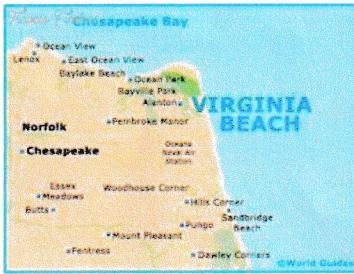 Chesapeake Bay
Ocean View
Lenox
East Ocean View
Baylake Beach
Ocean Park
Bayville Park
Alanton
VIRGINIA
BEACH
Norfolk
Pembroke Manor
Chesapeake
Oceana
Naval Air
Station
Essex
Meadows
Woodhouse Corner
Butts
Hills Corner
Sandbridge
Beach
Pungo
Mount Pleasant
Fentress
Dawley Corners
©World Guides